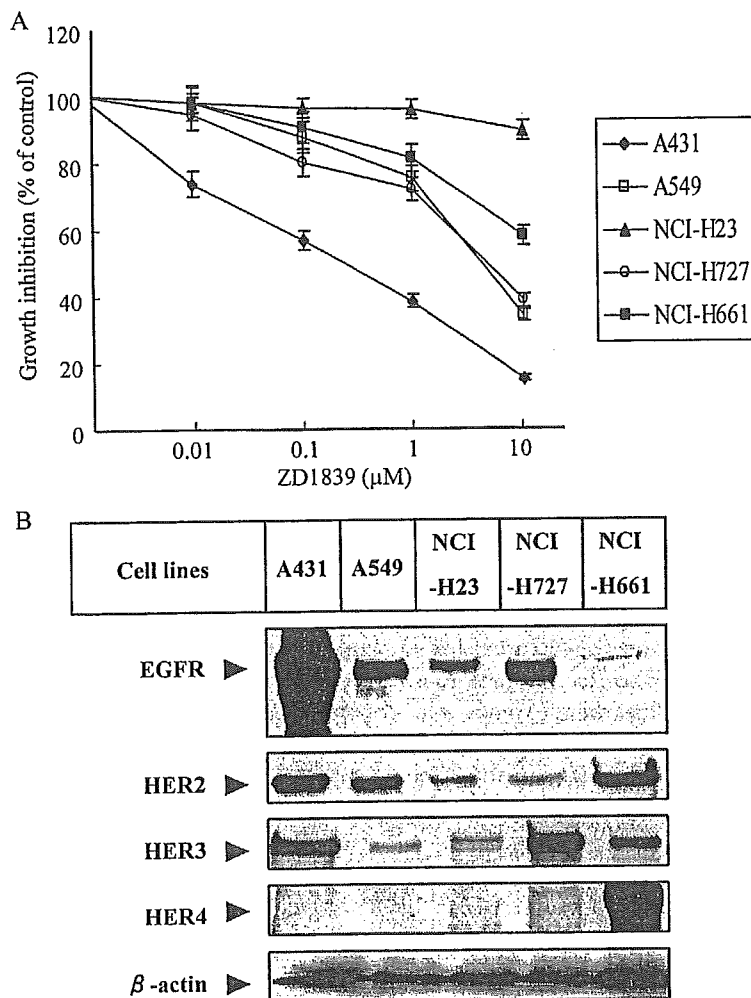 A
120
100
80
60
40
20
0
Growth inhibition (% of control)
0.01 0.1 1 10
ZD1839 (μM)
A431
A549
NCI-H23
NCI-H727
NCI-H661
B
Cell lines A431 A549 NCI -H23 NCI -H727 NCI -H661
EGFR
HER2
HER3
HER4
β-actin